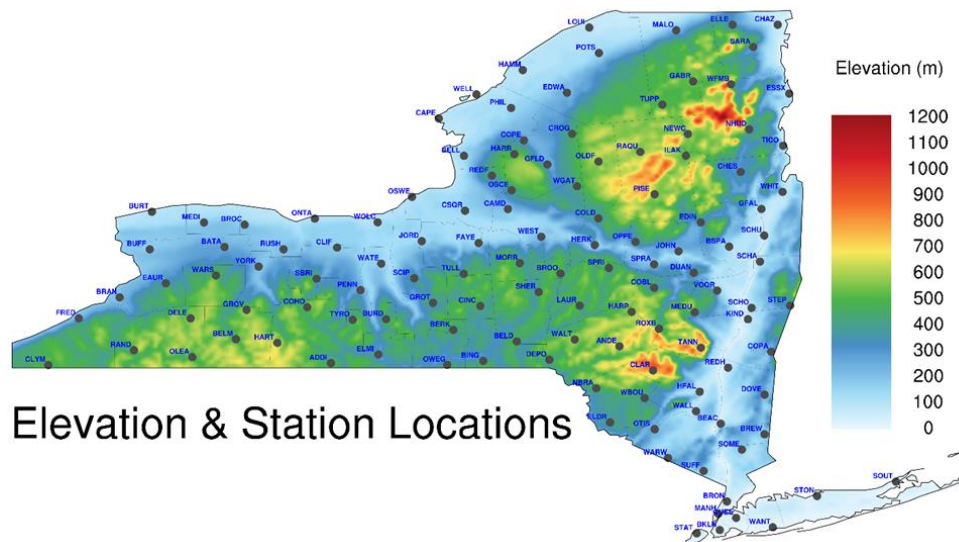 LOUI
MALO
ELLE
CHAZ
POTS
SARA
HAMM
GABR
WFMB
WELL
EDWA
ESSX
PHIL
TUPP
CAPE
CROG
NEWC
NHUD
COPE
TICO
HARR
RAQU
ILAK
GFLD
OLDF
REDF
CHES
OSCE
WGAT
PISE
WHIT
OSWE
BURT
CSQR
CAMD
GFAL
MEDI
BROC
ONTA
WOLC
COLD
EDIN
SCHU
BUFF
BATA
RUSH
CLIF
JORD
FAYE
WEST
HERK
OPPE
JOHN
BSPA
YORK
WATE
SCIP
TULL
MORR
SPRI
SPRA
SCHA
EAUR
WARS
SBRI
PENN
BROO
DUAN
BRAN
GROV
COHO
GROT
CINC
SHER
LAUR
COBL
VOOR
FRED
DELE
TYRO
BURD
HARP
MEDU
SCHO
STEP
BERK
ROXB
KIND
RAND
BELM
HART
BELD
WALT
ANDE
TANN
COPA
CLYM
OLEA
ADDI
ELMI
OWEG
BING
DEPO
CLAR
REDH
NBRA
WBOU
HFAL
DOVE
WALL
BEAC
OTIS
BREW
WARW
SOME
SUFF
BRON
STON
SOUT
MANH
STAT
BKLN
WANT
Elevation & Station Locations
Elevation (m)
1200
1100
1000
900
800
700
600
500
400
300
200
100
0